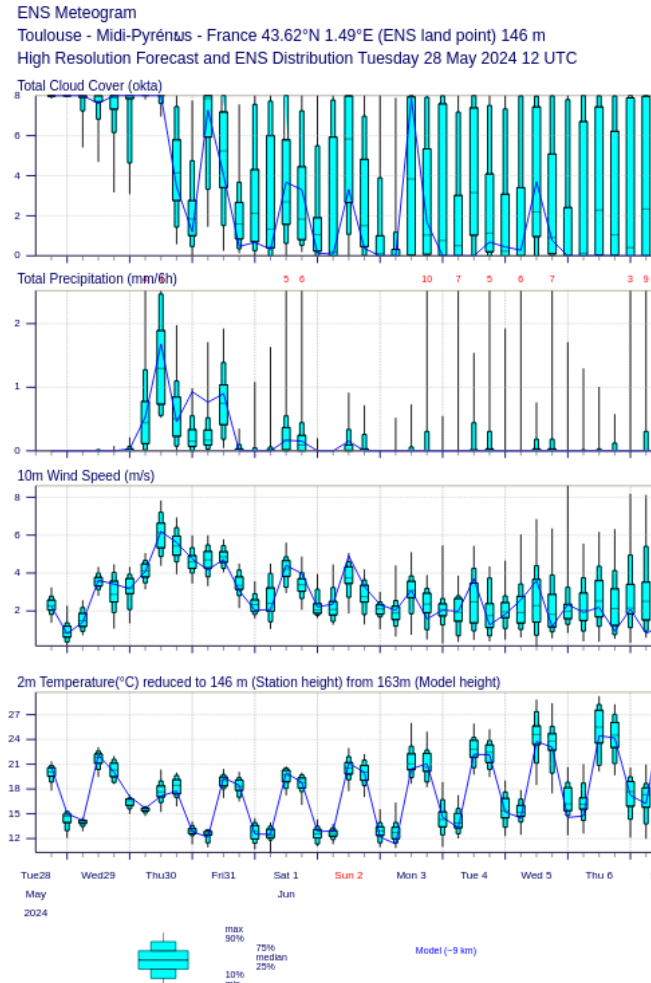 ENS Meteogram
Toulouse - Midi-Pyrénus - France 43.62°N 1.49°E (ENS land point) 146 m
High Resolution Forecast and ENS Distribution Tuesday 28 May 2024 12 UTC
Total Cloud Cover (okta)
8
6
4
2
0
Total Precipitation (mm/6h)
5 6 10 7 5 6 7 3 9
2
1
0
10m Wind Speed (m/s)
8
6
4
2
2m Temperature(°C) reduced to 146 m (Station height) from 163m (Model height)
27
24
21
18
15
12
Tue28 Wed29 Thu30 Fri31 Sat 1 Sun 2 Mon 3 Tue 4 Wed 5 Thu 6
May Jun
2024
max
90%
75%
median
25%
10%
Model (~9 km)